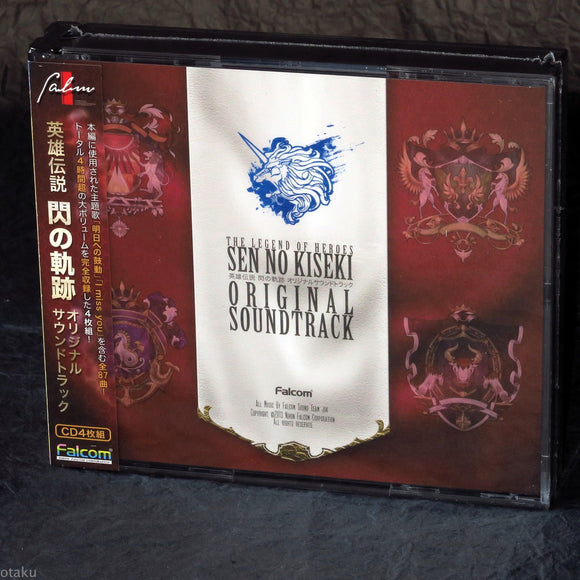 falcom
英雄伝説 閃の軌跡 オリジナル サウンドトラック
本編に使用された主題歌「明日への鼓動」「I miss you」を含む全87曲！
トータル4時間超の大ボリュームを完全収録した4枚組！
CD4枚組
Falcom
THE LEGEND OF HEROES
SEN NO KISEKI
英雄伝説 閃の軌跡 オリジナルサウンドトラック
ORIGINAL
SOUNDTRACK
Falcom
ALL MUSIC BY FALCOM SOUND TEAM JDK
COPYRIGHT ©2013 NIHON FALCOM CORPORATION
ALL RIGHTS RESERVED.
otaku